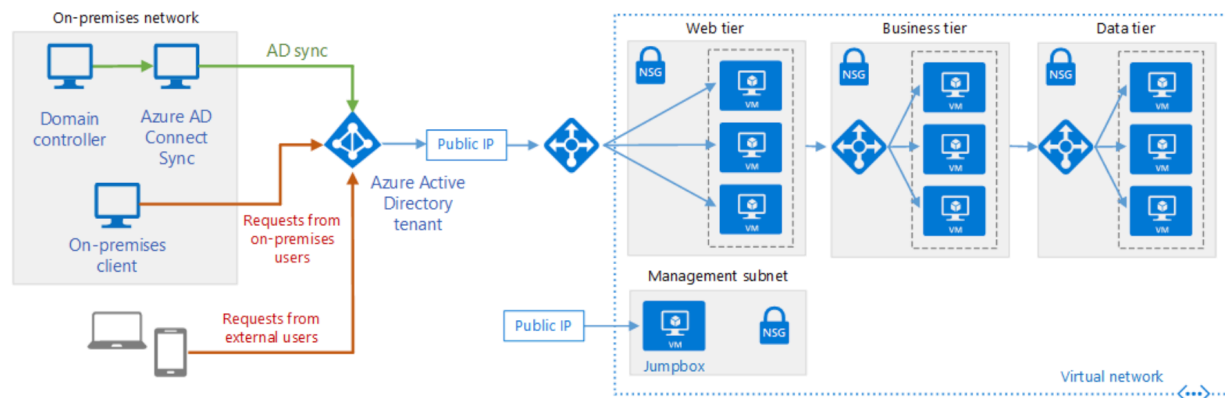 On-premises network
AD sync
Domain
controller
Azure AD
Connect
Sync
On-premises
client
Requests from
on-premises
users
Requests from
external users
Azure Active
Directory
tenant
Public IP
Web tier
NSG
VM
VM
VM
Business tier
NSG
VM
VM
VM
Data tier
NSG
VM
VM
VM
Management subnet
Public IP
VM
Jumpbox
NSG
Virtual network